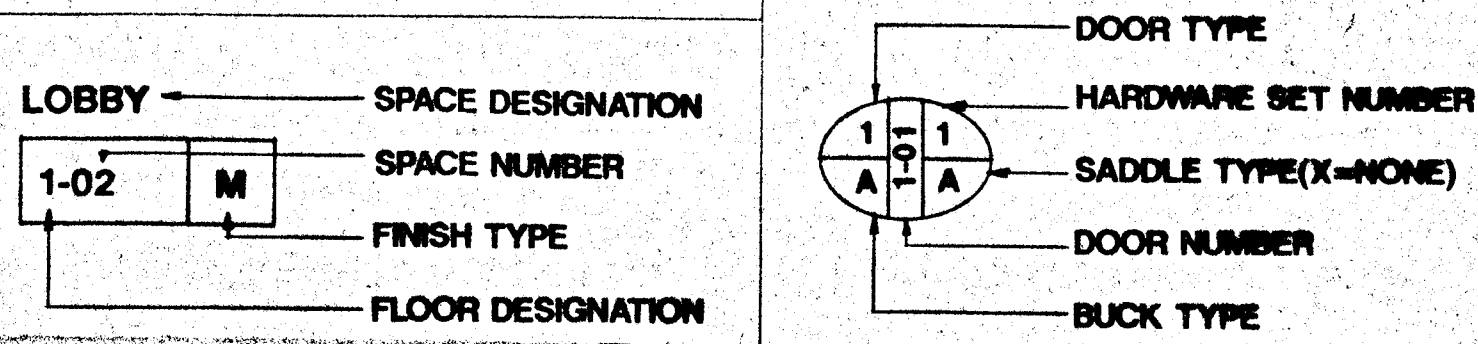 LOBBY
SPACE DESIGNATION
1-02
M
SPACE NUMBER
FINISH TYPE
FLOOR DESIGNATION
DOOR TYPE
HARDWARE SET NUMBER
1
1-01
1
A
A
SADDLE TYPE(X=NONE)
DOOR NUMBER
BUCK TYPE